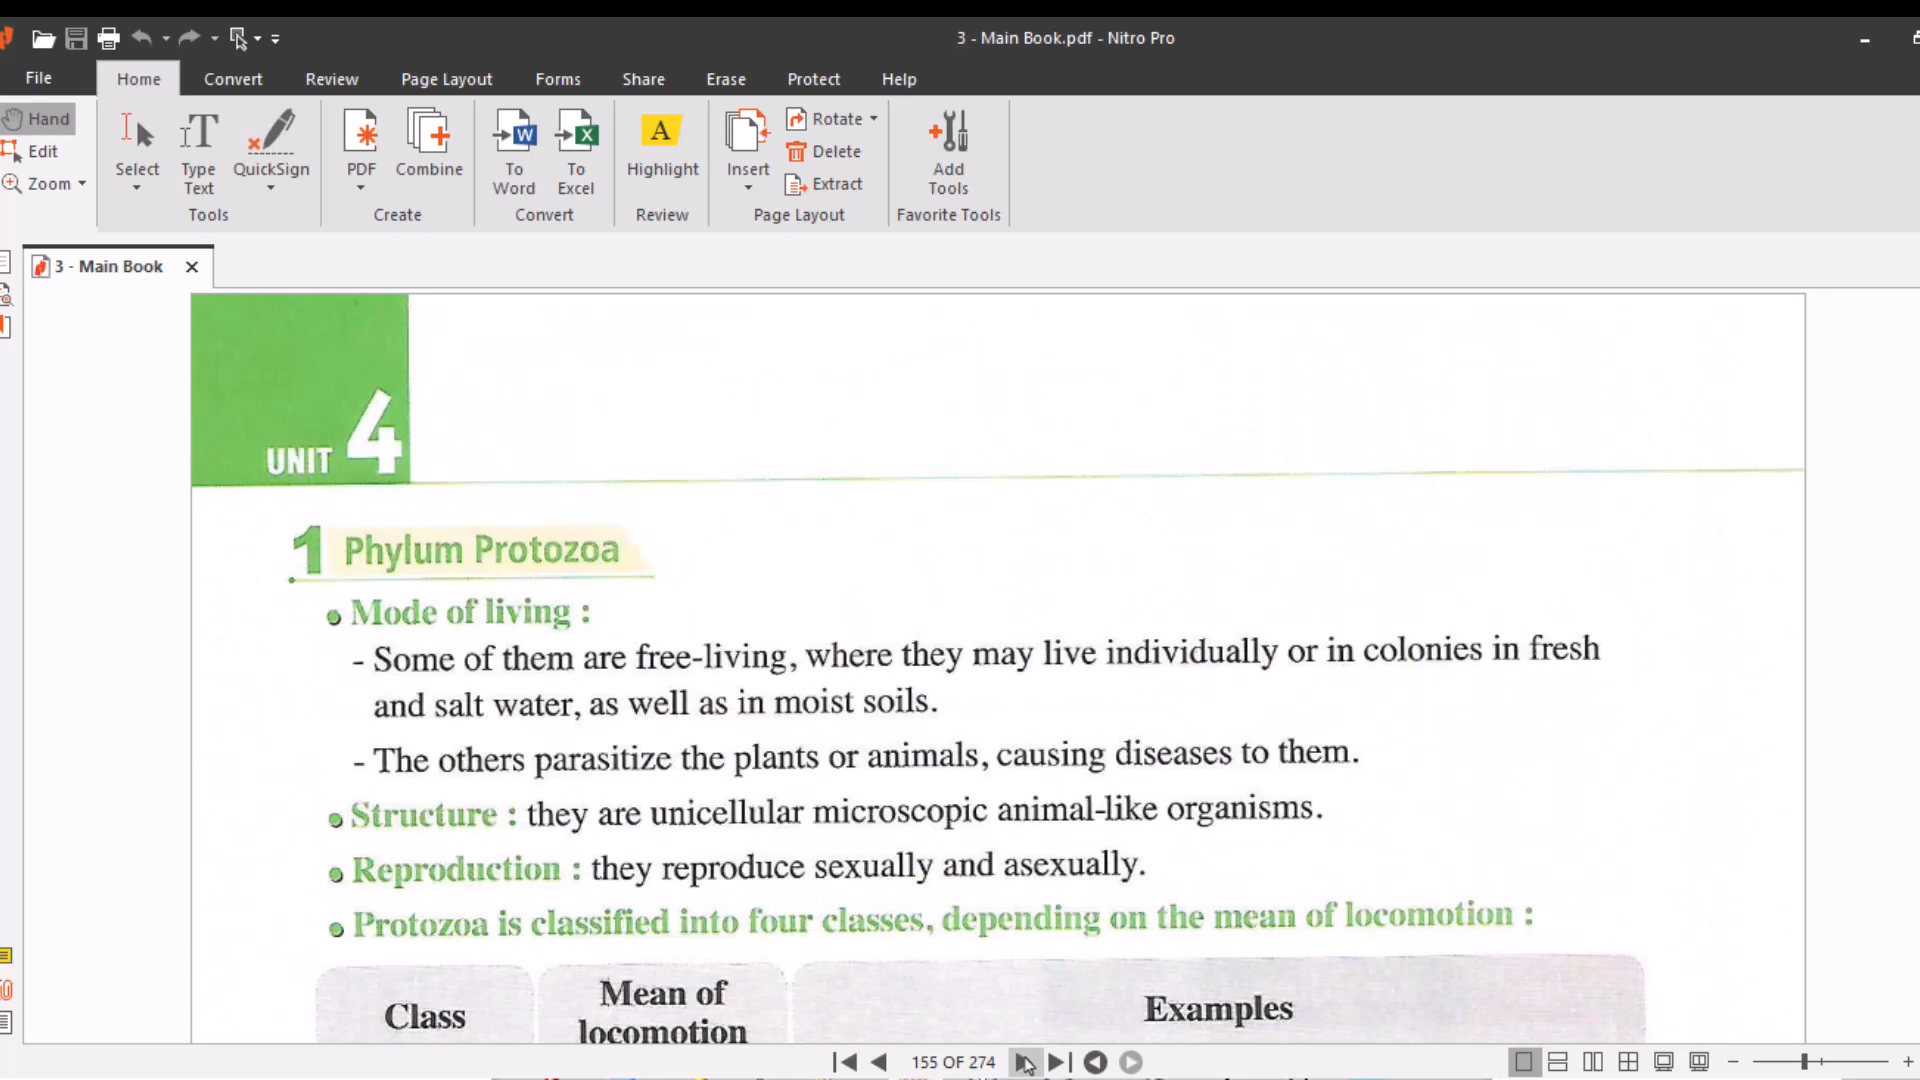 3 - Main Book.pdf - Nitro Pro
File Home Convert Review Page Layout Forms Share Erase Protect Help
Hand
Edit
Zoom
Select
Type
Text
QuickSign
Tools
PDF
Combine
Create
To
Word
To
Excel
Convert
A
Highlight
Review
Insert
Rotate
Delete
Extract
Page Layout
Add
Tools
Favorite Tools
3 - Main Book
UNIT 4
1 Phylum Protozoa
Mode of living :
- Some of them are free-living, where they may live individually or in colonies in fresh
and salt water, as well as in moist soils.
- The others parasitize the plants or animals, causing diseases to them.
Structure : they are unicellular microscopic animal-like organisms.
Reproduction : they reproduce sexually and asexually.
Protozoa is classified into four classes, depending on the mean of locomotion :
Class
Mean of
locomotion
Examples
155 OF 274